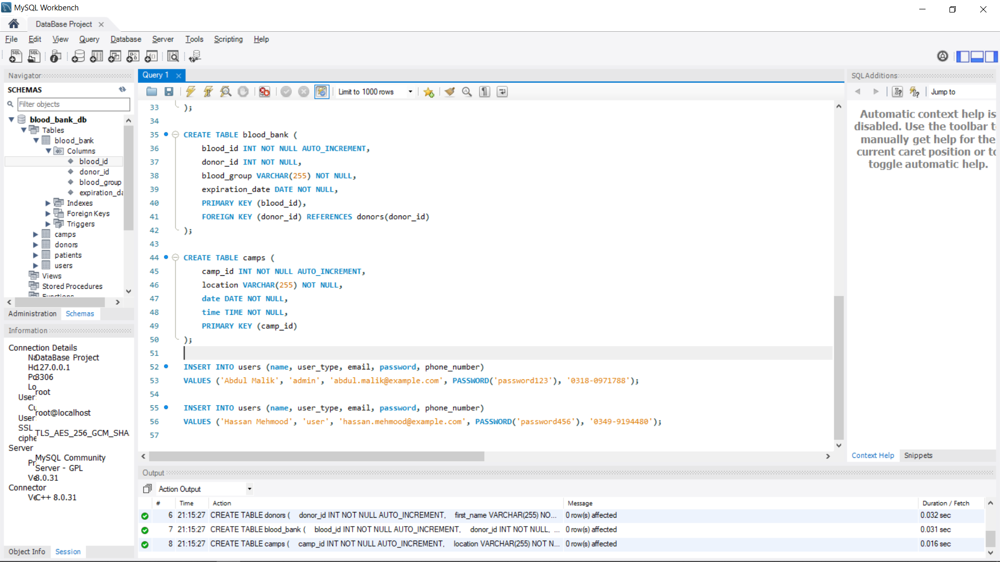 MySQL Workbench
DataBase Project
File Edit View Query Database Server Tools Scripting Help
Navigator
SCHEMAS
Filter objects
blood_bank_db
Tables
blood_bank
Columns
blood_id
donor_id
blood_group
expiration_da
Indexes
Foreign Keys
Triggers
camps
donors
patients
users
Views
Stored Procedures
Functions
Administration Schemas
Information
Connection Details
DataBase Project
127.0.0.1
3306
Lo
root
User
Cu
root@localhost
User
SSL
TLS_AES_256_GCM_SHA
ciphe
Server
Pr
MySQL Community
Server - GPL
8.0.31
Connector
C++ 8.0.31
Object Info Session
Query 1
Limit to 1000 rows
33 );
34
35 CREATE TABLE blood_bank (
36 blood_id INT NOT NULL AUTO_INCREMENT,
37 donor_id INT NOT NULL,
38 blood_group VARCHAR(255) NOT NULL,
39 expiration_date DATE NOT NULL,
40 PRIMARY KEY (blood_id),
41 FOREIGN KEY (donor_id) REFERENCES donors(donor_id)
42 );
43
44 CREATE TABLE camps (
45 camp_id INT NOT NULL AUTO_INCREMENT,
46 location VARCHAR(255) NOT NULL,
47 date DATE NOT NULL,
48 time TIME NOT NULL,
49 PRIMARY KEY (camp_id)
50 );
51
52 INSERT INTO users (name, user_type, email, password, phone_number)
53 VALUES ('Abdul Malik', 'admin', 'abdul.malik@example.com', PASSWORD('password123'), '0318-0971788');
54
55 INSERT INTO users (name, user_type, email, password, phone_number)
56 VALUES ('Hassan Mehmood', 'user', 'hassan.mehmood@example.com', PASSWORD('password456'), '0349-9194480');
57
SQLAdditions
Jump to
Automatic context help is
disabled. Use the toolbar t
manually get help for the
current caret position or to
toggle automatic help.
Context Help Snippets
Output
Action Output
# Time Action Message Duration / Fetch
6 21:15:27 CREATE TABLE donors ( donor_id INT NOT NULL AUTO_INCREMENT, first_name VARCHAR(255) NO... 0 row(s) affected 0.032 sec
7 21:15:27 CREATE TABLE blood_bank ( blood_id INT NOT NULL AUTO_INCREMENT, donor_id INT NOT NULL, ... 0 row(s) affected 0.031 sec
8 21:15:27 CREATE TABLE camps ( camp_id INT NOT NULL AUTO_INCREMENT, location VARCHAR(255) NOT N... 0 row(s) affected 0.016 sec